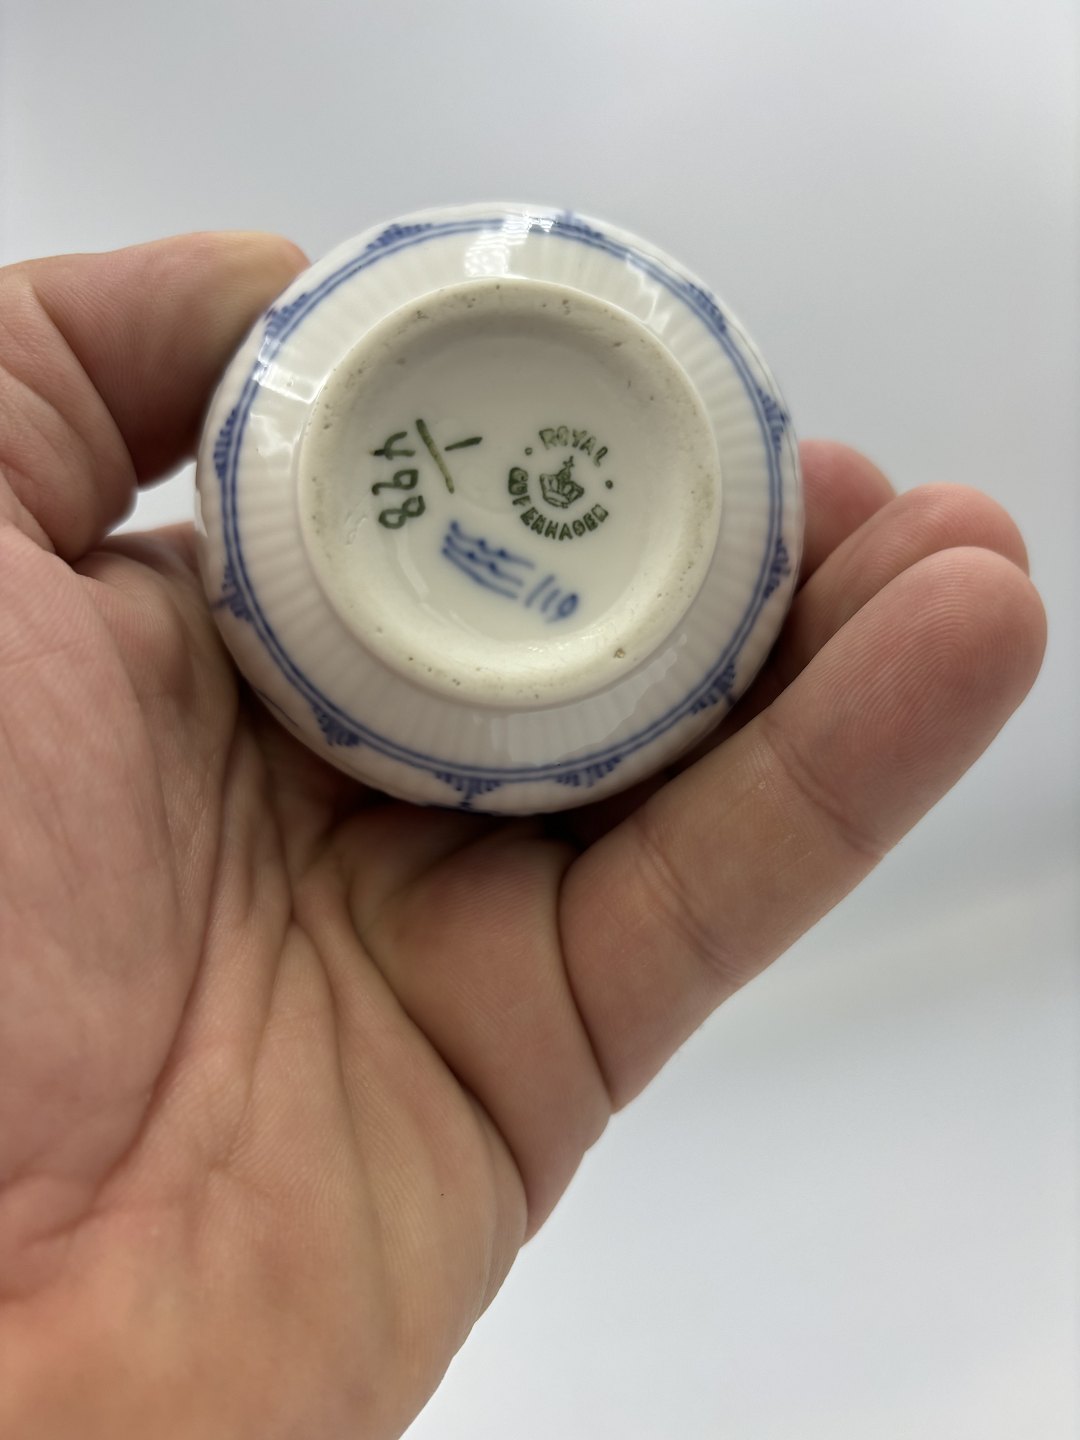 ROYAL
COPENHAGEN
1/
498
110